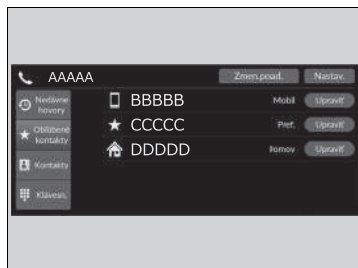 AAAAA
Zmen.poad.
Nastav.
Nedávne
hovory
BBBBB
Mobil
Upraviť
Obľúbené
kontakty
CCCCC
Pref.
Upraviť
DDDDD
Domov
Upraviť
Kontakty
Klávesn.